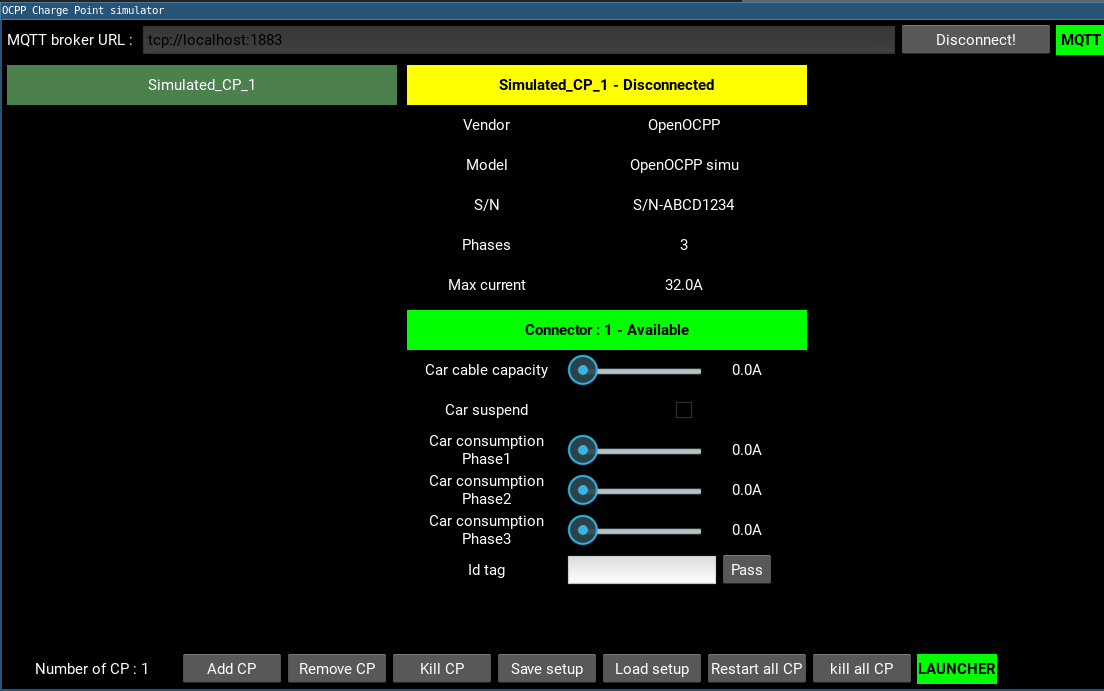 OCPP Charge Point simulator
MQTT broker URL : tcp://localhost:1883 Disconnect! MQTT
Simulated_CP_1 Simulated_CP_1 - Disconnected
Vendor OpenOCPP
Model OpenOCPP simu
S/N S/N-ABCD1234
Phases 3
Max current 32.0A
Connector : 1 - Available
Car cable capacity 0.0A
Car suspend
Car consumption
Phase1 0.0A
Car consumption
Phase2 0.0A
Car consumption
Phase3 0.0A
Id tag Pass
Number of CP : 1 Add CP Remove CP Kill CP Save setup Load setup Restart all CP kill all CP LAUNCHER